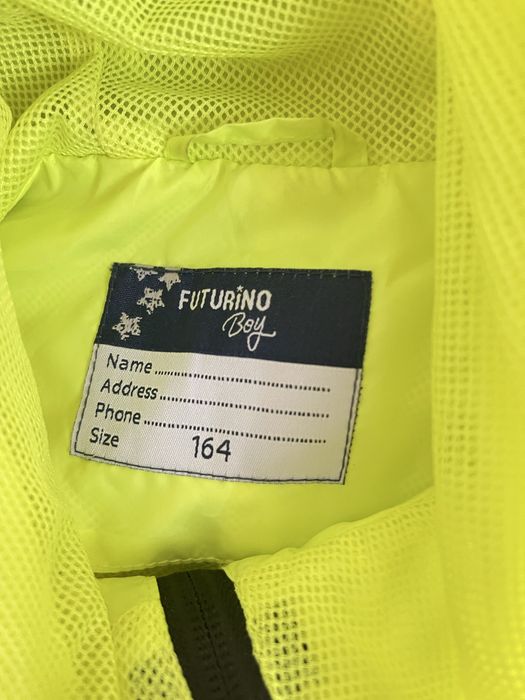 FUTURiNO
Boy
Name..............................
Address..............................
Phone..............................
Size 164